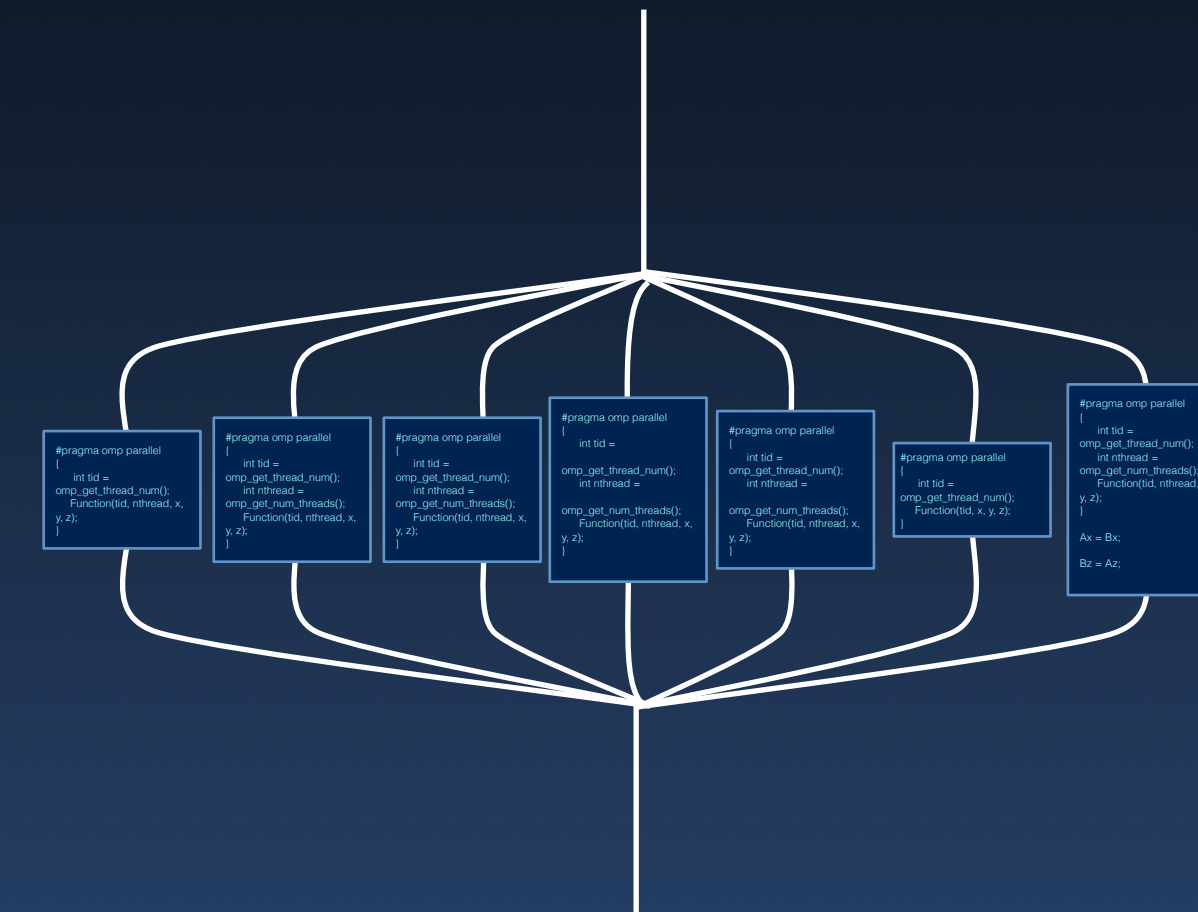 #pragma omp parallel
{
int tid =
omp_get_thread_num();
Function(tid, nthread, x,
y, z);
}
#pragma omp parallel
{
int tid =
omp_get_thread_num();
int nthread =
omp_get_num_threads();
Function(tid, nthread, x,
y, z);
}
#pragma omp parallel
{
int tid =
omp_get_thread_num();
int nthread =
omp_get_num_threads();
Function(tid, nthread, x,
y, z);
}
#pragma omp parallel
{
int tid =
omp_get_thread_num();
int nthread =
omp_get_num_threads();
Function(tid, nthread, x,
y, z);
}
#pragma omp parallel
{
int tid =
omp_get_thread_num();
int nthread =
omp_get_num_threads();
Function(tid, nthread, x,
y, z);
}
#pragma omp parallel
{
int tid =
omp_get_thread_num();
Function(tid, x, y, z);
}
#pragma omp parallel
{
int tid =
omp_get_thread_num();
int nthread =
omp_get_num_threads();
Function(tid, nthread,
y, z);
}
Ax = Bx;
Bz = Az;